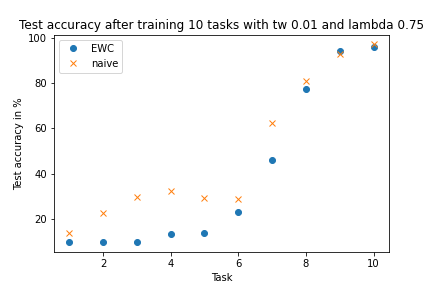 Test accuracy after training 10 tasks with tw 0.01 and lambda 0.75
EWC
naive
Test accuracy in %
100
80
60
40
20
2
4
6
8
10
Task